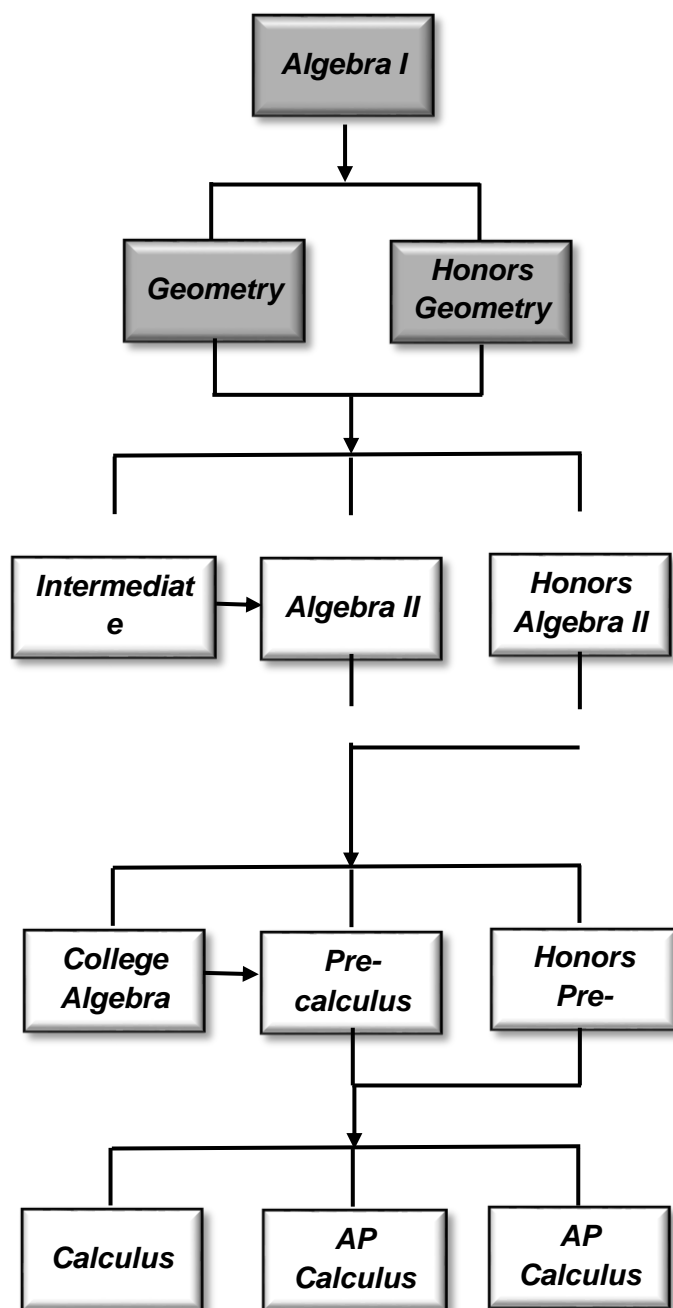 Algebra I
Geometry
Honors
Geometry
Intermediat
e
Algebra II
Honors
Algebra II
College
Algebra
Pre-
calculus
Honors
Pre-
Calculus
AP
Calculus
AP
Calculus